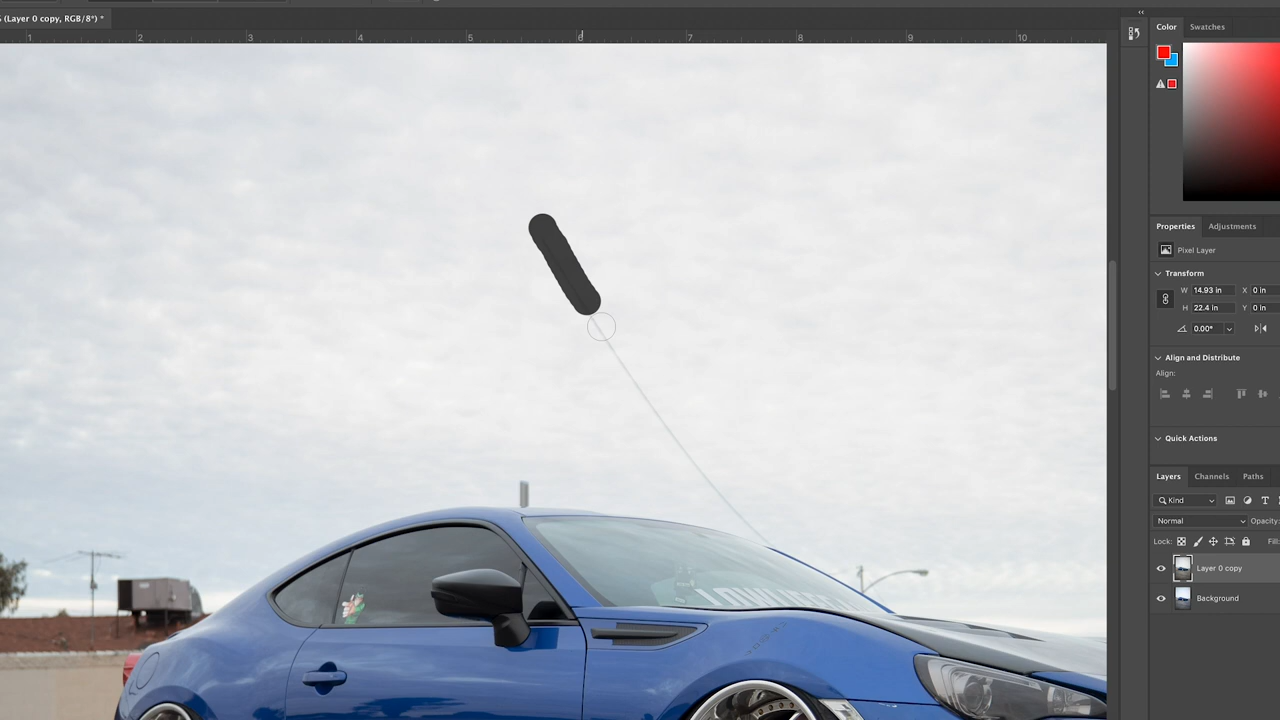 (Layer 0 copy, RGB/8*) *
1 2 3 4 5 6 7 8 9 10
Color Swatches
Properties Adjustments
Pixel Layer
Transform
W 14.93 in X 0 in
H 22.4 in Y 0 in
0.00°
Align and Distribute
Align:
Quick Actions
Layers Channels Paths
Kind
Normal Opacity:
Lock: Fill:
Layer 0 copy
Background